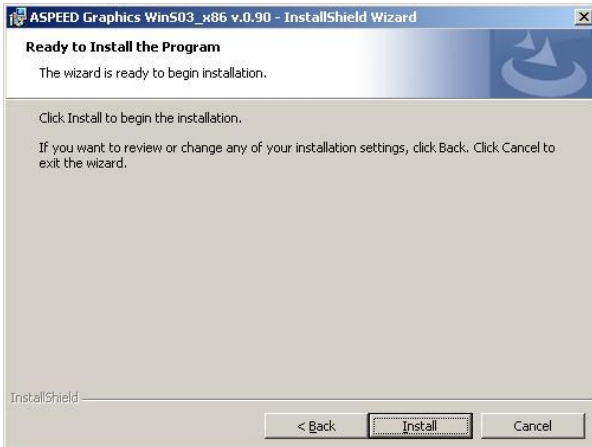 ASPEED Graphics WinS03_x86 v.0.90 - InstallShield Wizard
Ready to Install the Program
The wizard is ready to begin installation.
Click Install to begin the installation.
If you want to review or change any of your installation settings, click Back. Click Cancel to
exit the wizard.
InstallShield
< Back
Install
Cancel